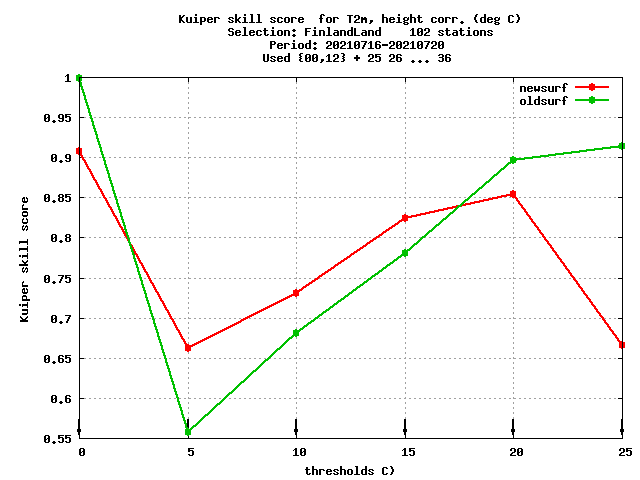 Kuiper skill score  for T2m, height corr. (deg C)
Selection: FinlandLand    102 stations
Period: 20210716-20210720
Used {00,12} + 25 26 ... 36
newsurf
oldsurf
1
0.95
0.9
0.85
0.8
0.75
0.7
0.65
0.6
0.55
Kuiper skill score
0 5 10 15 20 25
thresholds C)